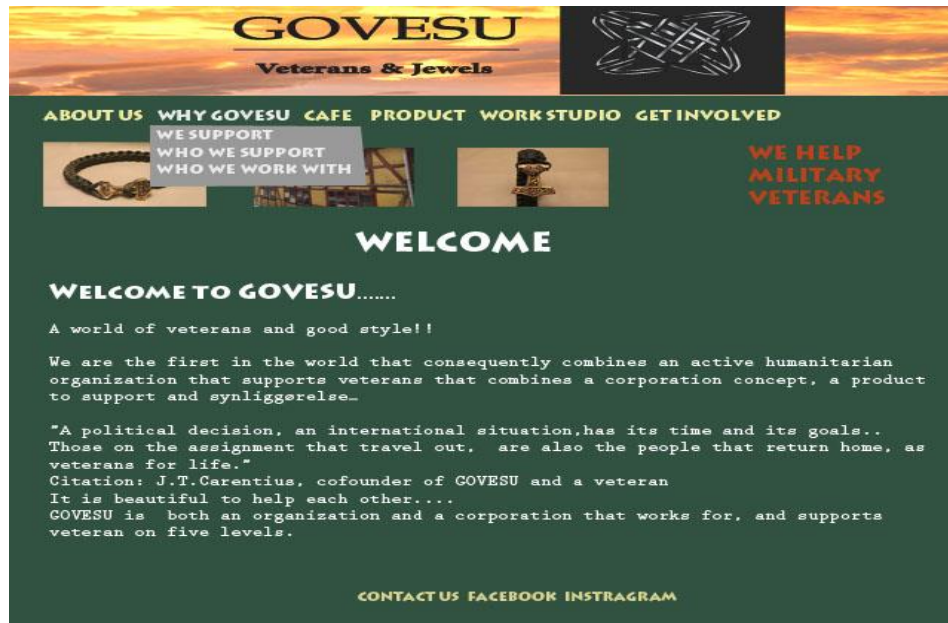 GOVESU
Veterans & Jewels
ABOUT US WHY GOVESU CAFE PRODUCT WORK STUDIO GET INVOLVED
WE SUPPORT
WHO WE SUPPORT
WHO WE WORK WITH
WE HELP
MILITARY
VETERANS
WELCOME
WELCOME TO GOVESU.......
A world of veterans and good style!!
We are the first in the world that consequently combines an active humanitarian
organization that supports veterans that combines a corporation concept, a product
to support and synliggørelse…
"A political decision, an international situation,has its time and its goals..
Those on the assignment that travel out,  are also the people that return home, as
veterans for life."
Citation: J.T.Carentius, cofounder of GOVESU and a veteran
It is beautiful to help each other....
GOVESU is  both an organization and a corporation that works for, and supports
veteran on five levels.
CONTACT US FACEBOOK INSTRAGRAM